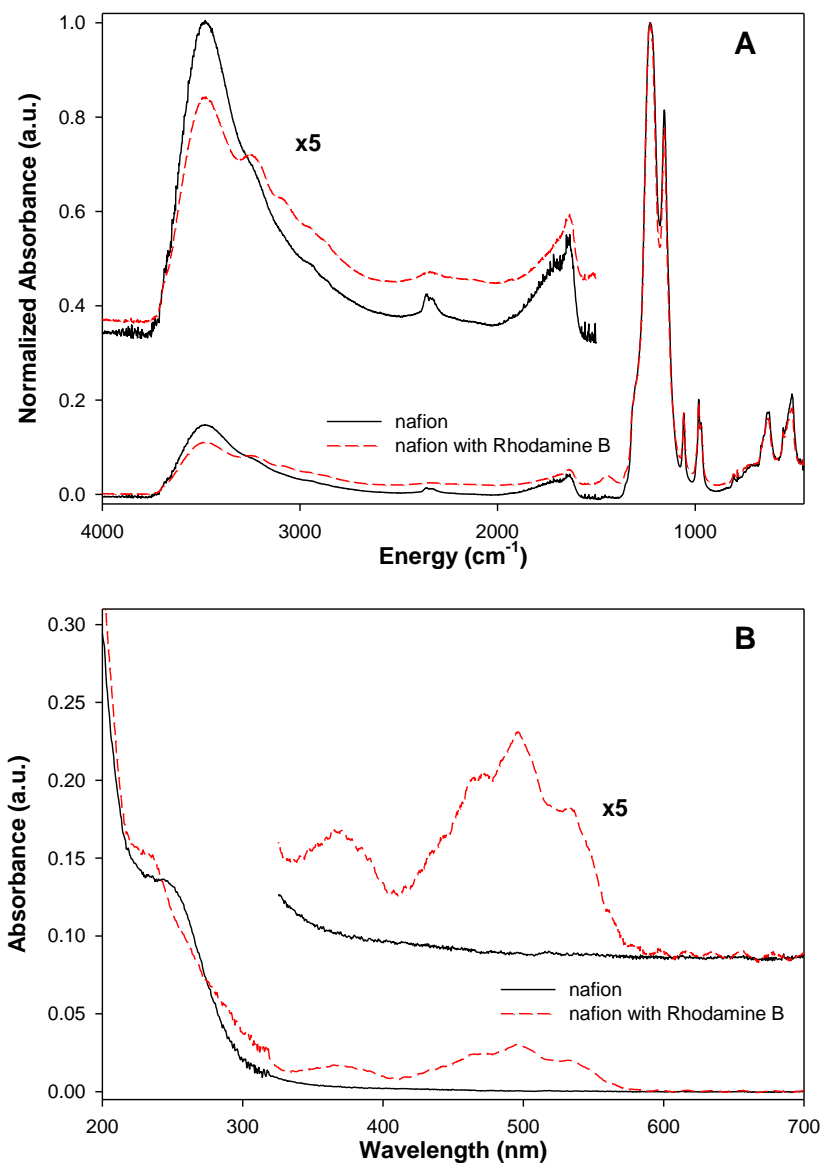 A
1.0
0.8
0.6
0.4
0.2
0.0
Normalized Absorbance (a.u.)
x5
nafion
nafion with Rhodamine B
4000 3000 2000 1000
Energy (cm⁻¹)
B
0.30
0.25
0.20
0.15
0.10
0.05
0.00
Absorbance (a.u.)
x5
nafion
nafion with Rhodamine B
200 300 400 500 600 700
Wavelength (nm)